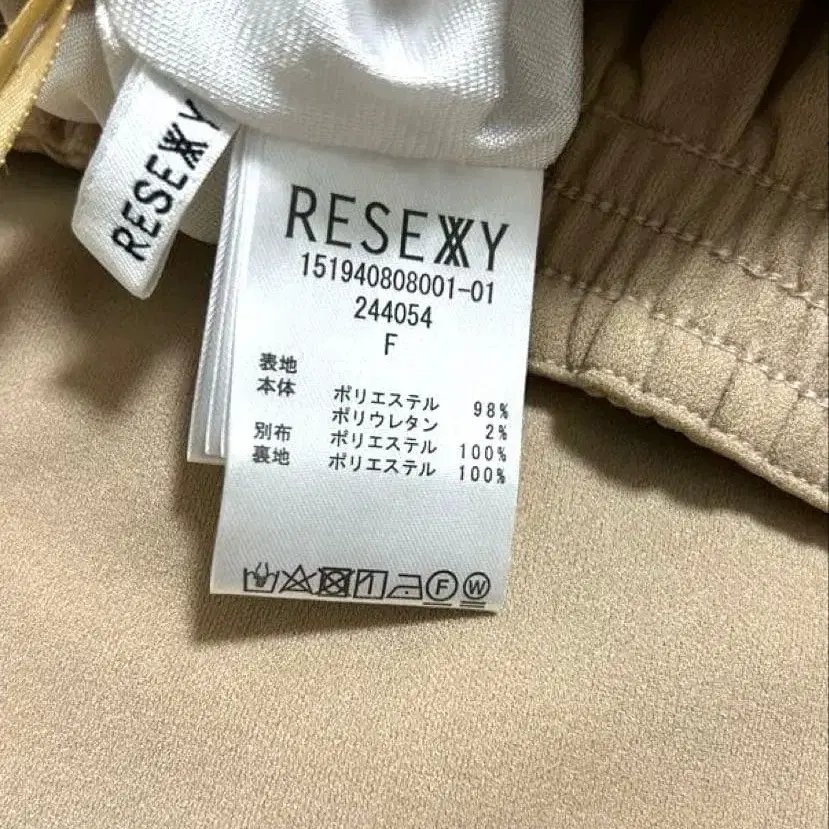 RESEXXY
RESEXXY
151940808001-01
244054
F
表地
本体 ポリエステル 98%
ポリウレタン 2%
別布 ポリエステル 100%
裏地 ポリエステル 100%
F W